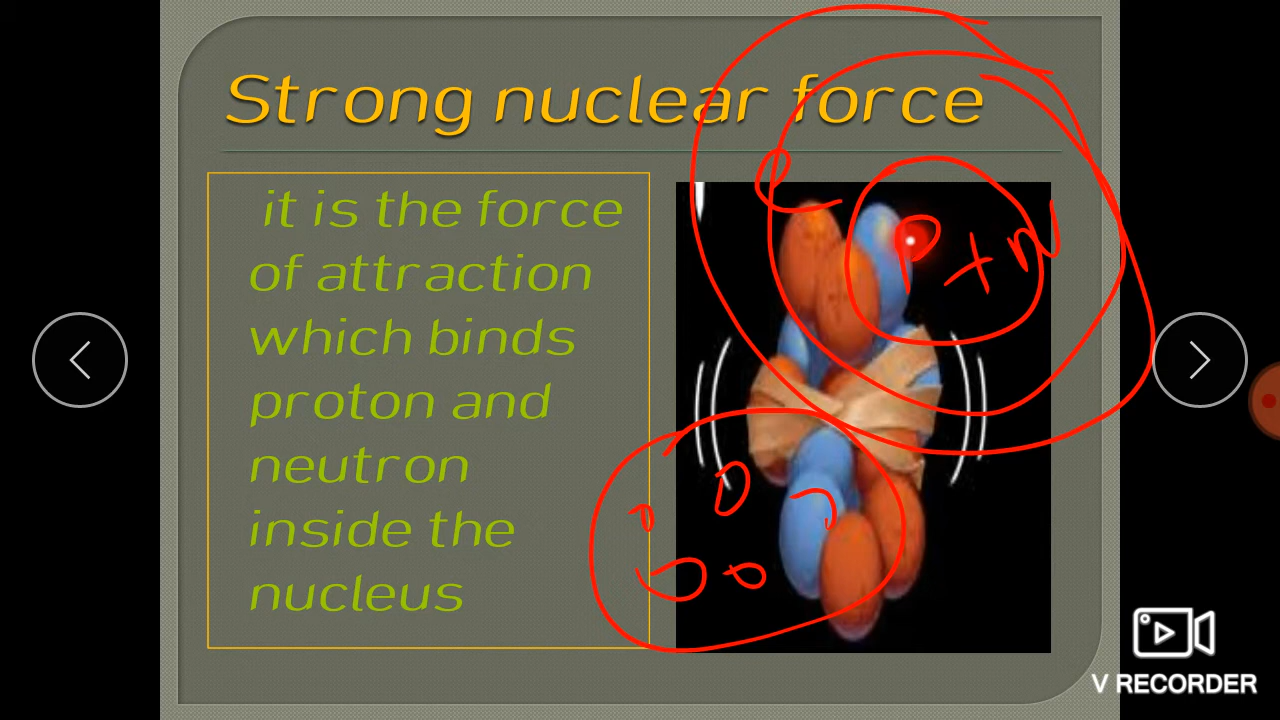 Strong nuclear force
it is the force
of attraction
which binds
proton and
neutron
inside the
nucleus
e
P + N
V RECORDER